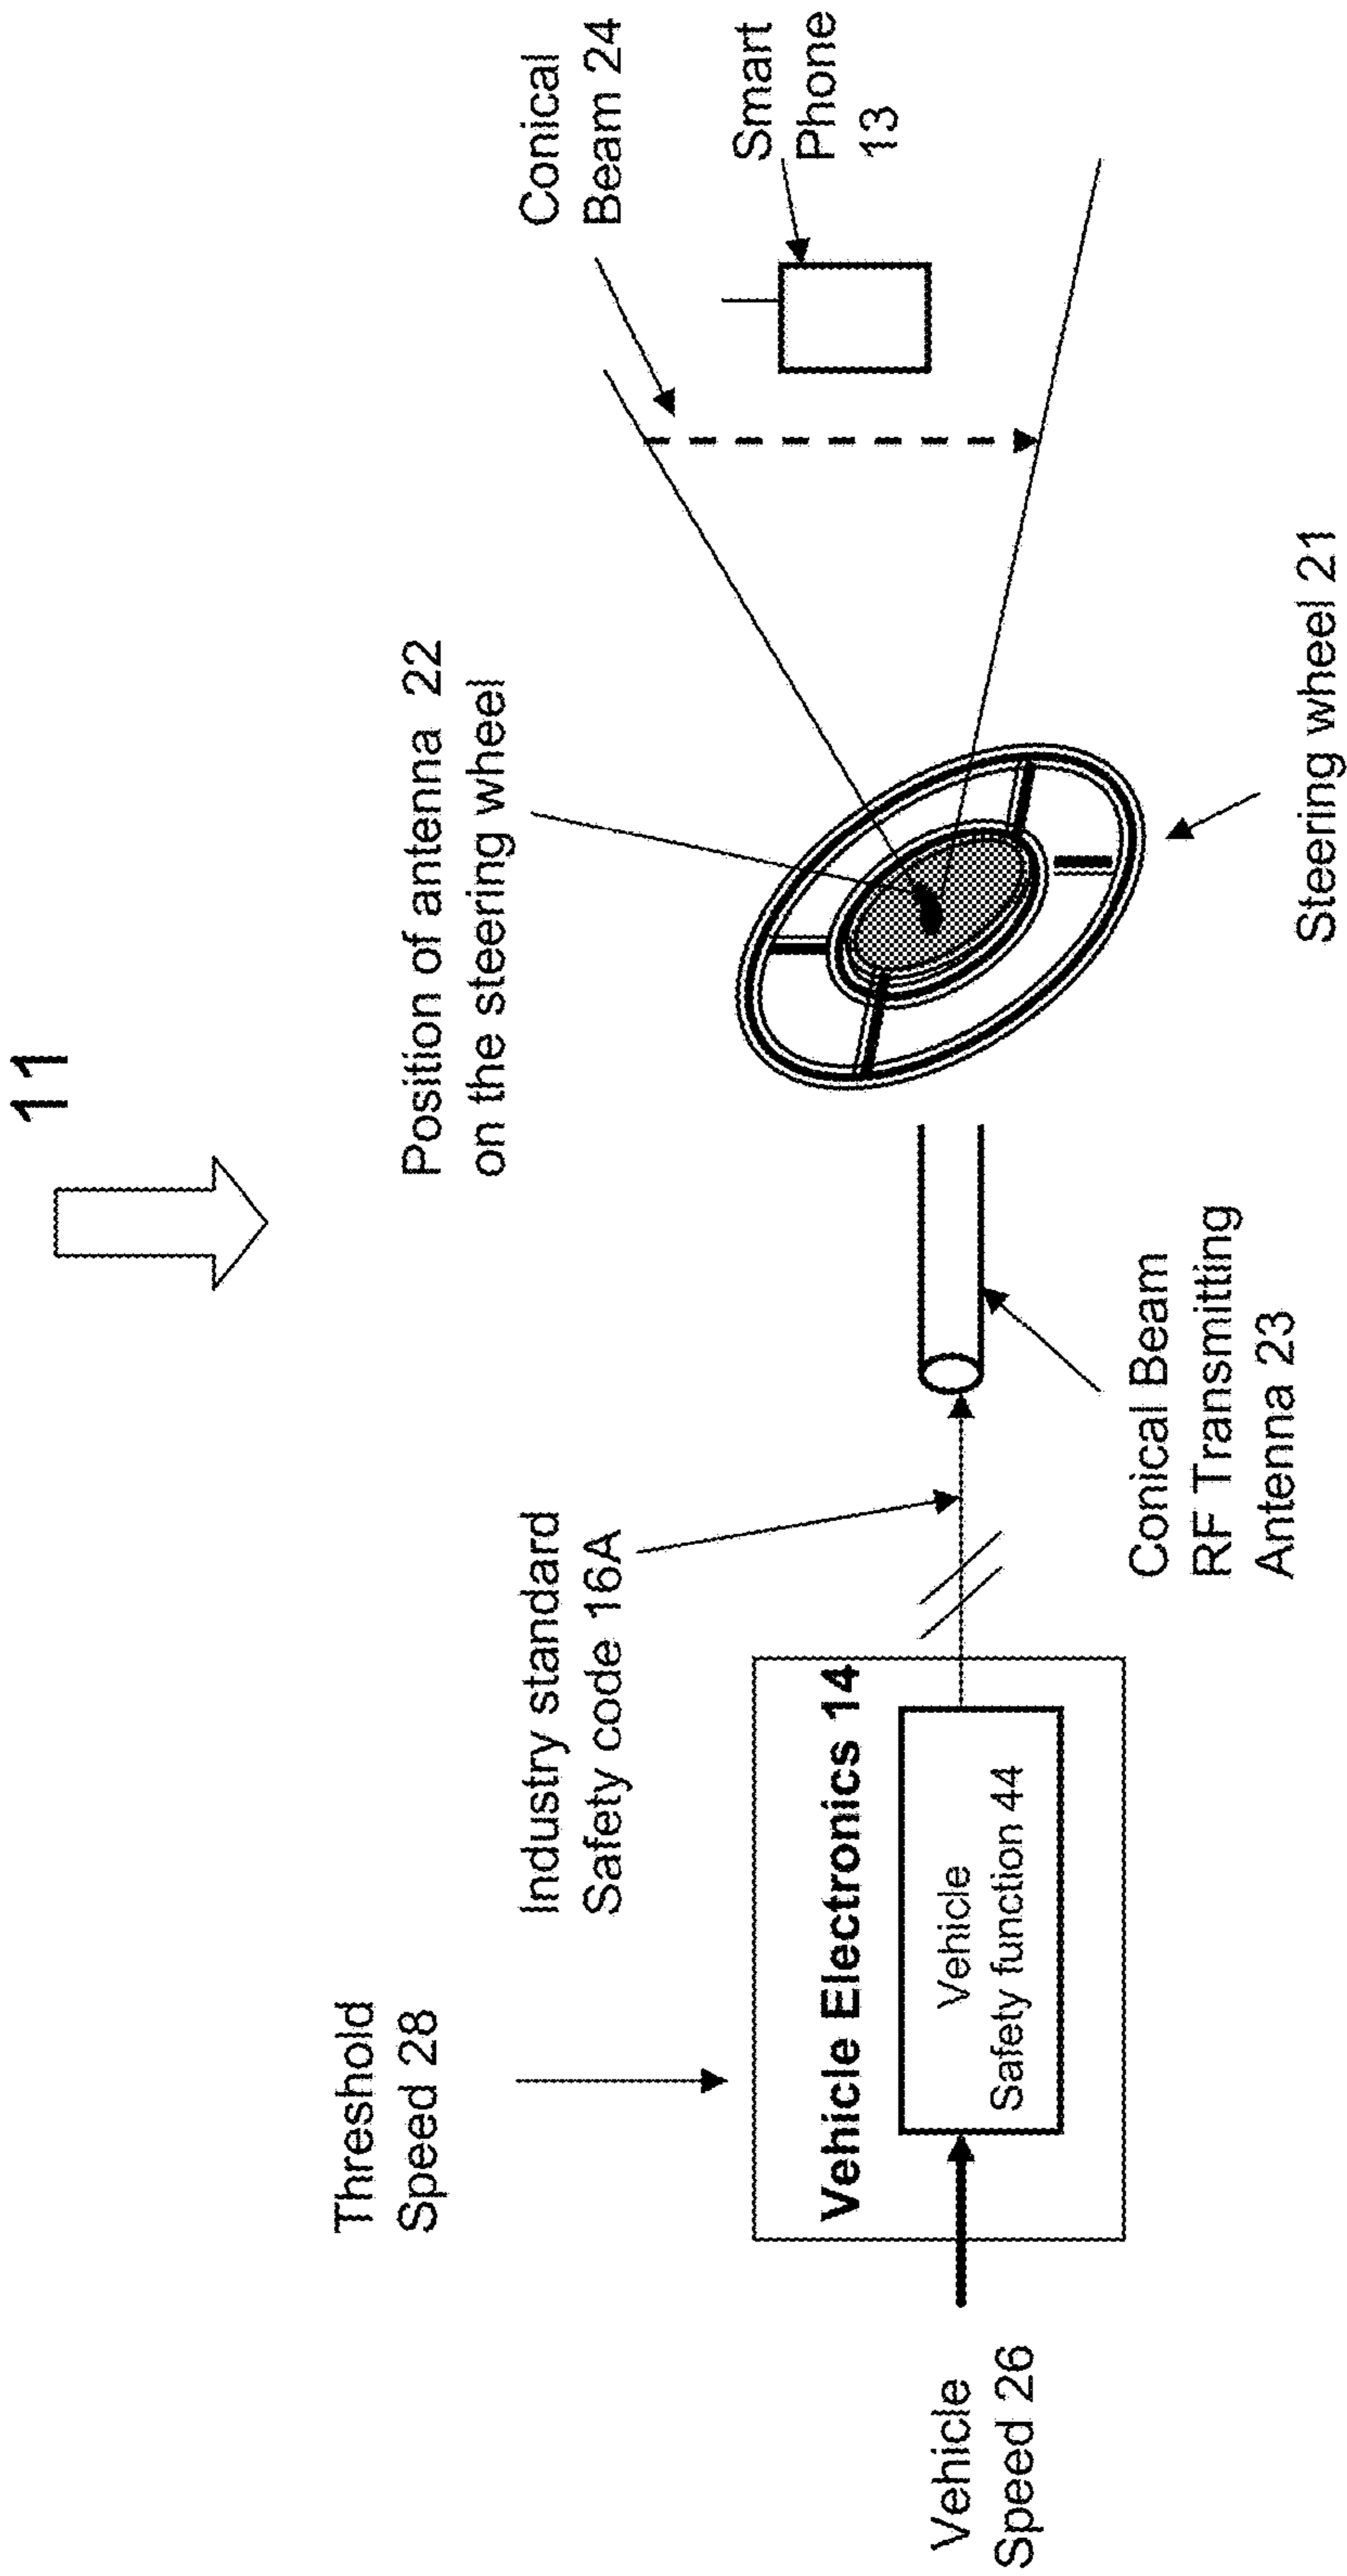 11
Threshold
Speed 28
Industry standard
Safety code 16A
Position of antenna 22
on the steering wheel
Conical
Beam 24
Smart
Phone
13
Vehicle Electronics 14
Vehicle
Safety function 44
Vehicle
Speed 26
Conical Beam
RF Transmitting
Antenna 23
Steering wheel 21